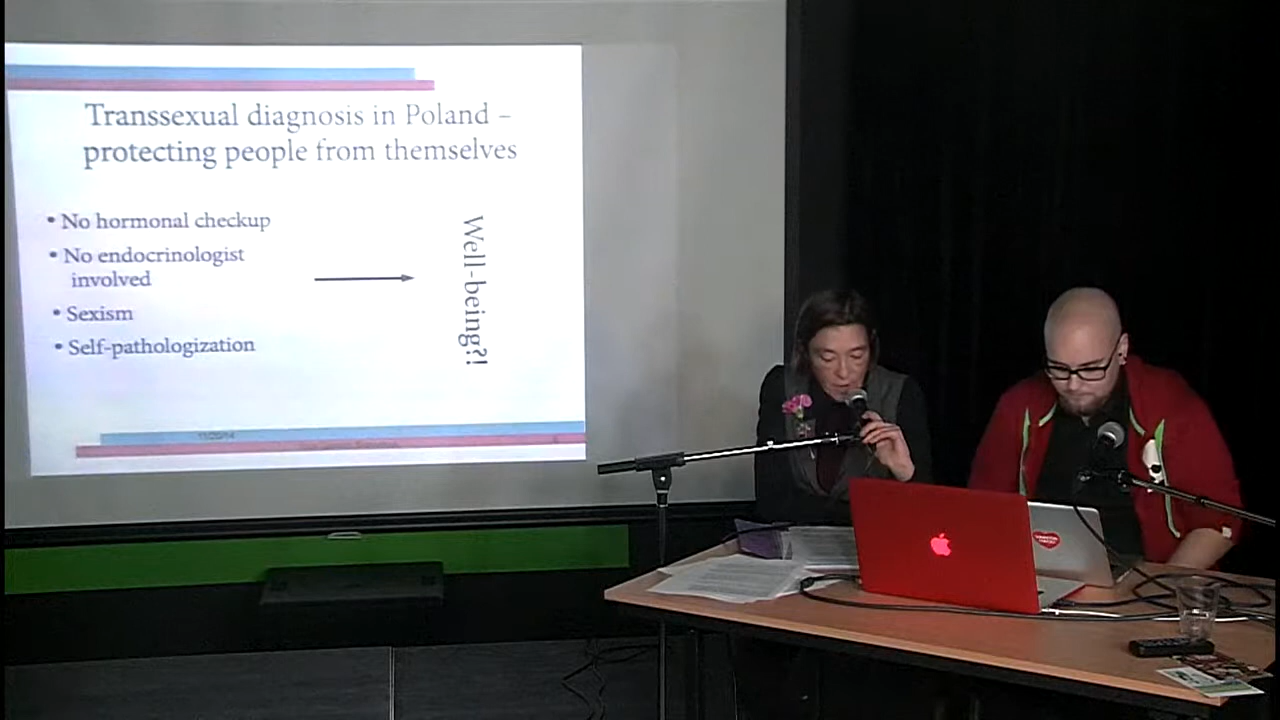 Transsexual diagnosis in Poland –
protecting people from themselves
• No hormonal checkup
• No endocrinologist
involved
• Sexism
• Self-pathologization
Well-being?!